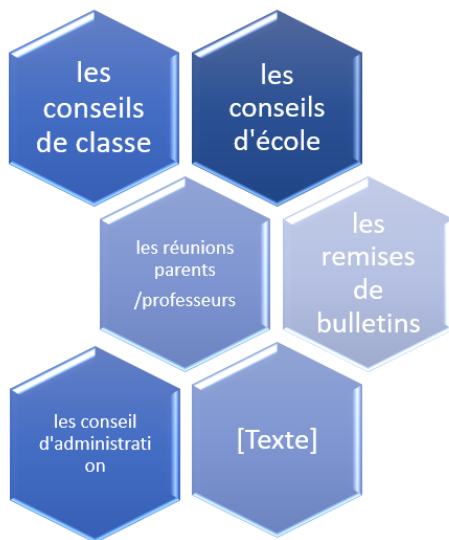 les
conseils
de classe
les
conseils
d'école
les réunions
parents
/professeurs
les
remises
de
bulletins
les conseil
d'administrati
on
[Texte]